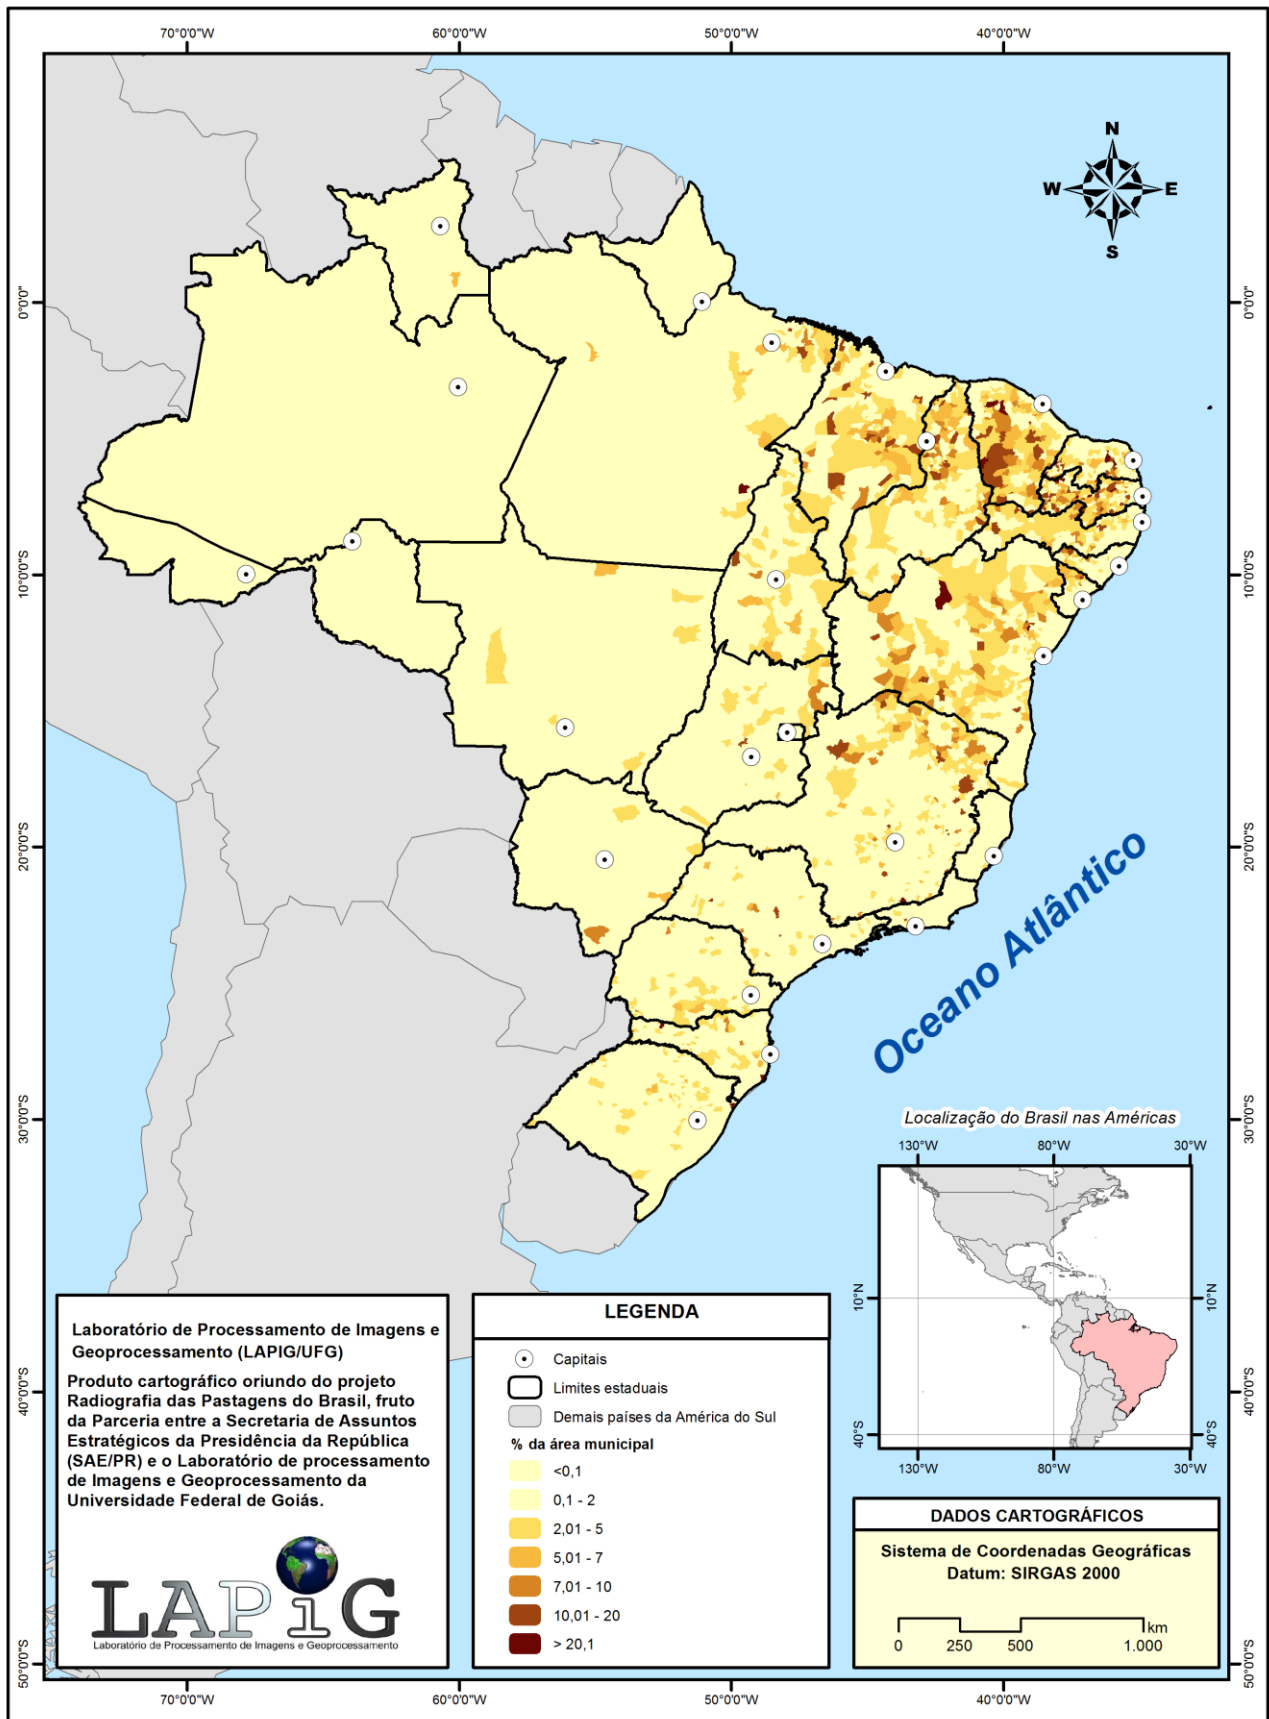 70°0'0"W
60°0'0"W
50°0'0"W
40°0'0"W
N
W
E
S
0°0'0"
0°0'0"
10°0'0"S
10°0'0"S
20°0'0"S
20°0'0"S
Oceano Atlântico
30°0'0"S
30°0'0"S
Localização do Brasil nas Américas
130°W
80°W
30°W
10°N
10°N
40°S
40°S
130°W
80°W
30°W
40°0'0"S
40°0'0"S
Laboratório de Processamento de Imagens e
Geoprocessamento (LAPIG/UFG)
Produto cartográfico oriundo do projeto
Radiografia das Pastagens do Brasil, fruto
da Parceria entre a Secretaria de Assuntos
Estratégicos da Presidência da República
(SAE/PR) e o Laboratório de processamento
de Imagens e Geoprocessamento da
Universidade Federal de Goiás.
LAPiG
Laboratório de Processamento de Imagens e Geoprocessamento
LEGENDA
Capitais
Limites estaduais
Demais países da América do Sul
% da área municipal
<0,1
0,1 - 2
2,01 - 5
5,01 - 7
7,01 - 10
10,01 - 20
> 20,1
DADOS CARTOGRÁFICOS
Sistema de Coordenadas Geográficas
Datum: SIRGAS 2000
km
0 250 500 1.000
50°0'0"S
50°0'0"S
70°0'0"W
60°0'0"W
50°0'0"W
40°0'0"W